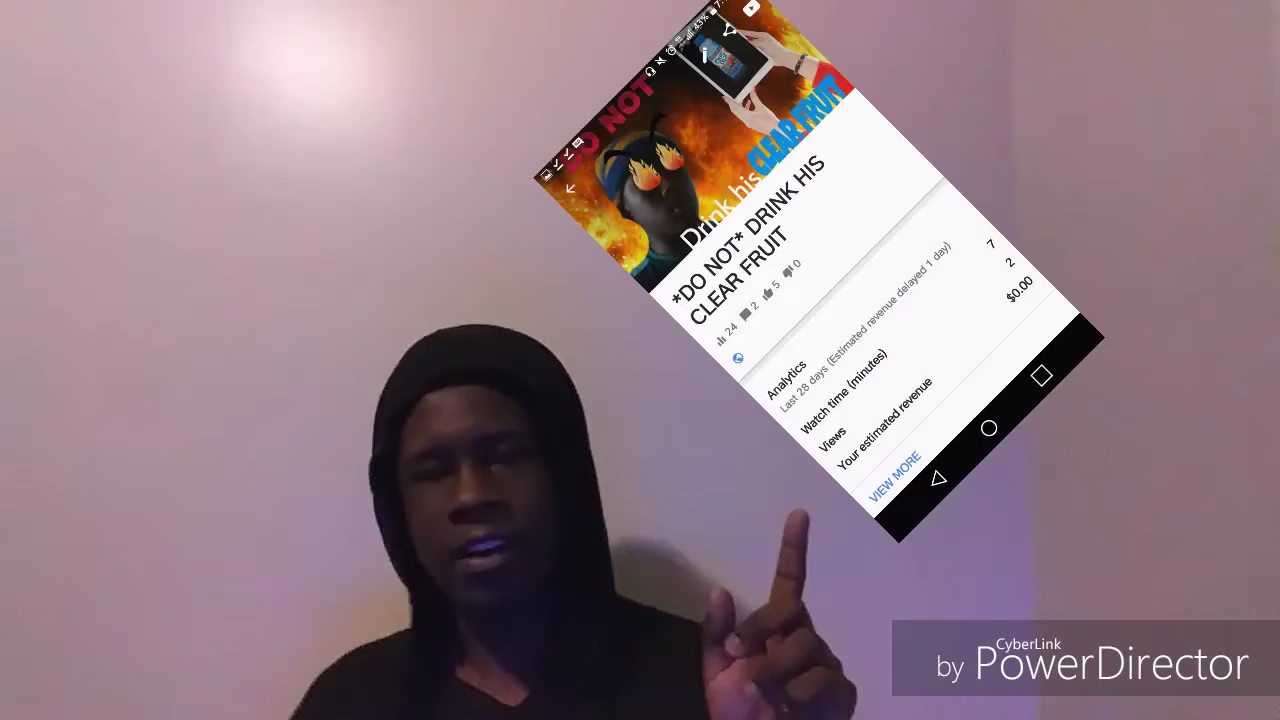 43%
DO NOT
Drink his
CLEAR FRUIT
*DO NOT* DRINK HIS
CLEAR FRUIT
24 2 5 0
Analytics
Last 28 days (Estimated revenue delayed 1 day)
Watch time (minutes) 7
Views 2
Your estimated revenue $0.00
VIEW MORE
by CyberLink
PowerDirector